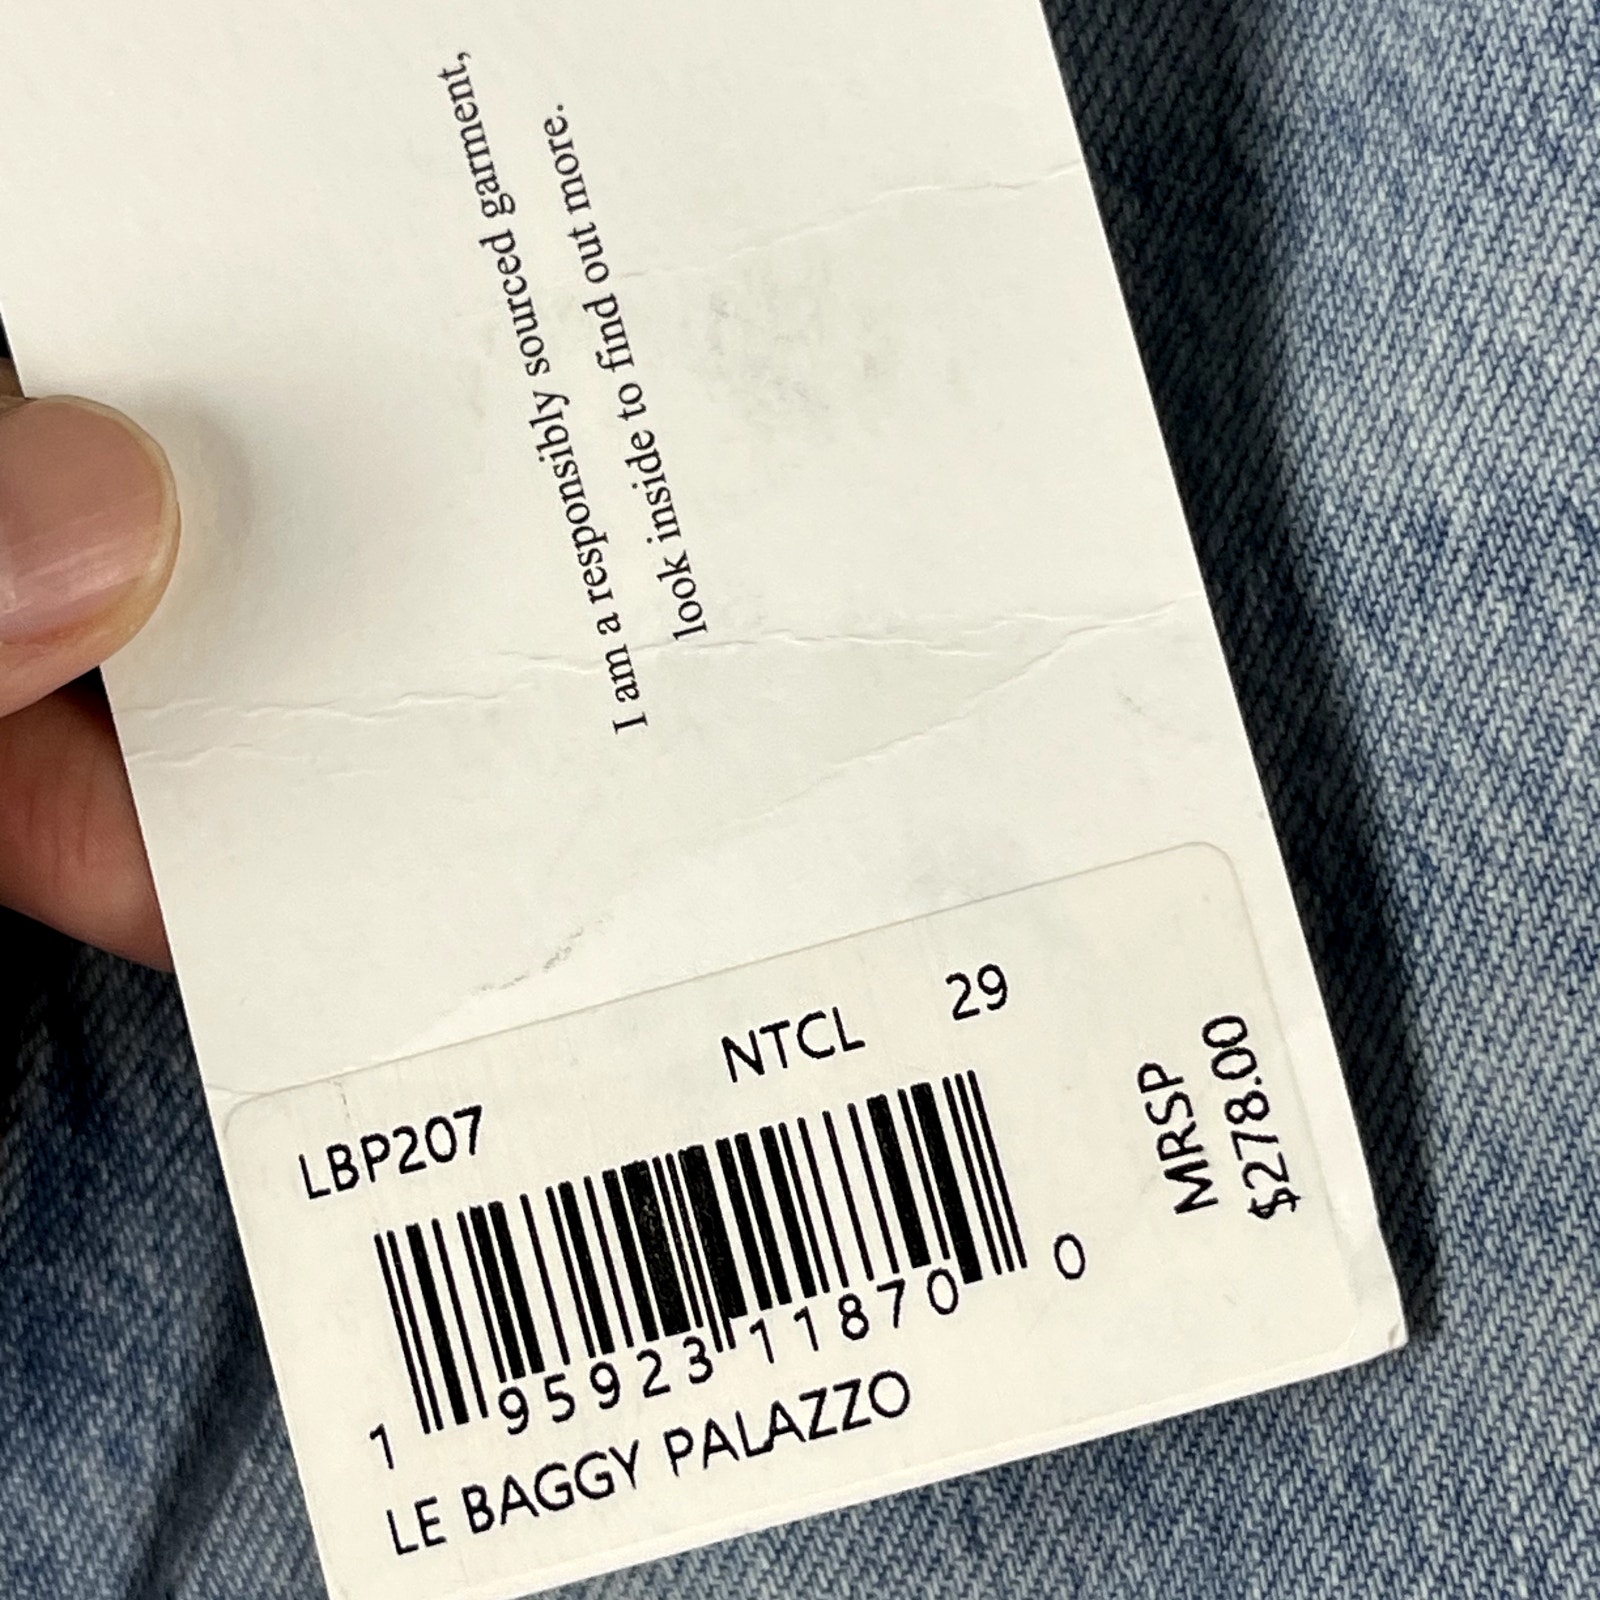 I am a responsibly sourced garment,
look inside to find out more.
LBP207 NTCL 29
1 95923 11870 0
LE BAGGY PALAZZO
MRSP
$278.00